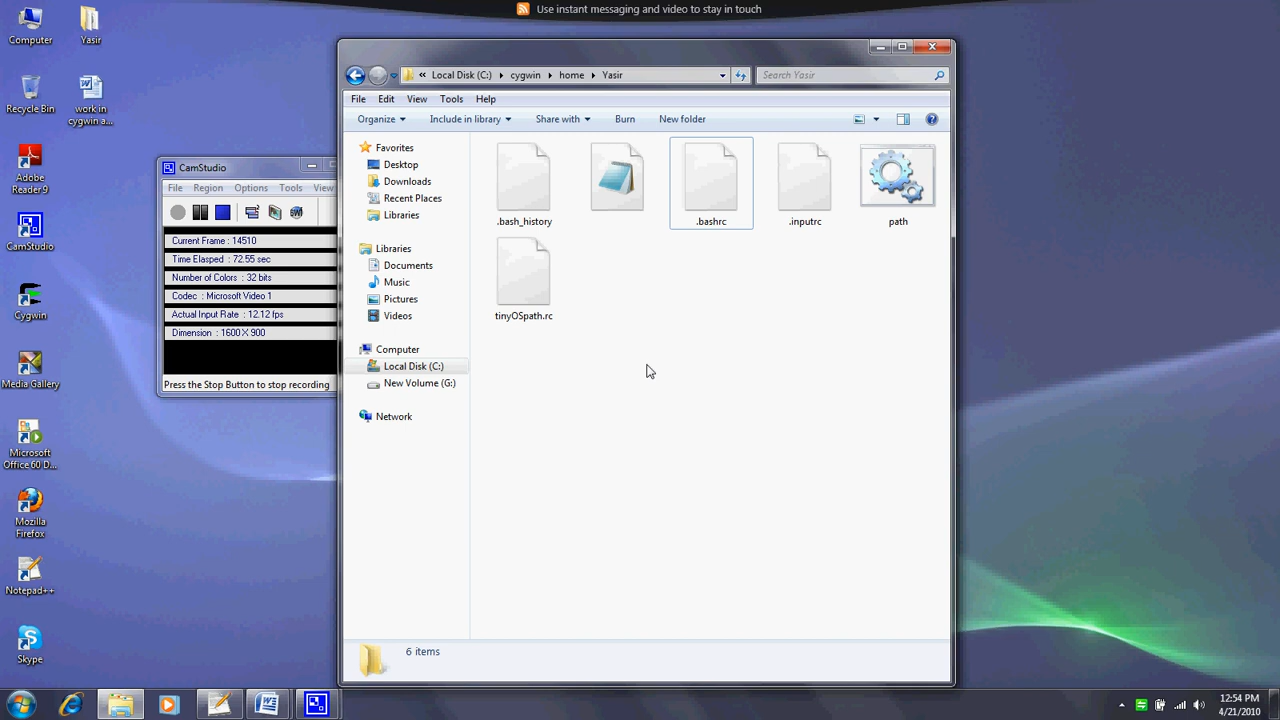 Use instant messaging and video to stay in touch
Computer
Yasir
Recycle Bin
work in
cygwin a...
Adobe
Reader 9
CamStudio
Cygwin
Media Gallery
Microsoft
Office 60 D...
Mozilla
Firefox
Notepad++
Skype
CamStudio
File Region Options Tools View
Current Frame : 14510
Time Elasped : 72.55 sec
Number of Colors : 32 bits
Codec : Microsoft Video 1
Actual Input Rate : 12.12 fps
Dimension : 1600 X 900
Press the Stop Button to stop recording
« Local Disk (C:) cygwin home Yasir
Search Yasir
File Edit View Tools Help
Organize Include in library Share with Burn New folder
Favorites
Desktop
Downloads
Recent Places
Libraries
Libraries
Documents
Music
Pictures
Videos
Computer
Local Disk (C:)
New Volume (G:)
Network
.bash_history
.bashrc
.inputrc
path
tinyOSpath.rc
6 items
12:54 PM
4/21/2010